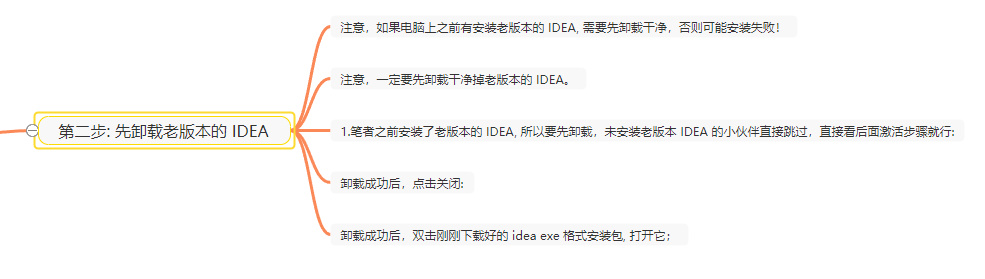 注意，如果电脑上之前有安装老版本的 IDEA, 需要先卸载干净，否则可能安装失败！
注意，一定要先卸载干净掉老版本的 IDEA。
第二步: 先卸载老版本的 IDEA
1.笔者之前安装了老版本的 IDEA, 所以要先卸载，未安装老版本 IDEA 的小伙伴直接跳过，直接看后面激活步骤就行:
卸载成功后，点击关闭:
卸载成功后，双击刚刚下载好的 idea exe 格式安装包, 打开它；